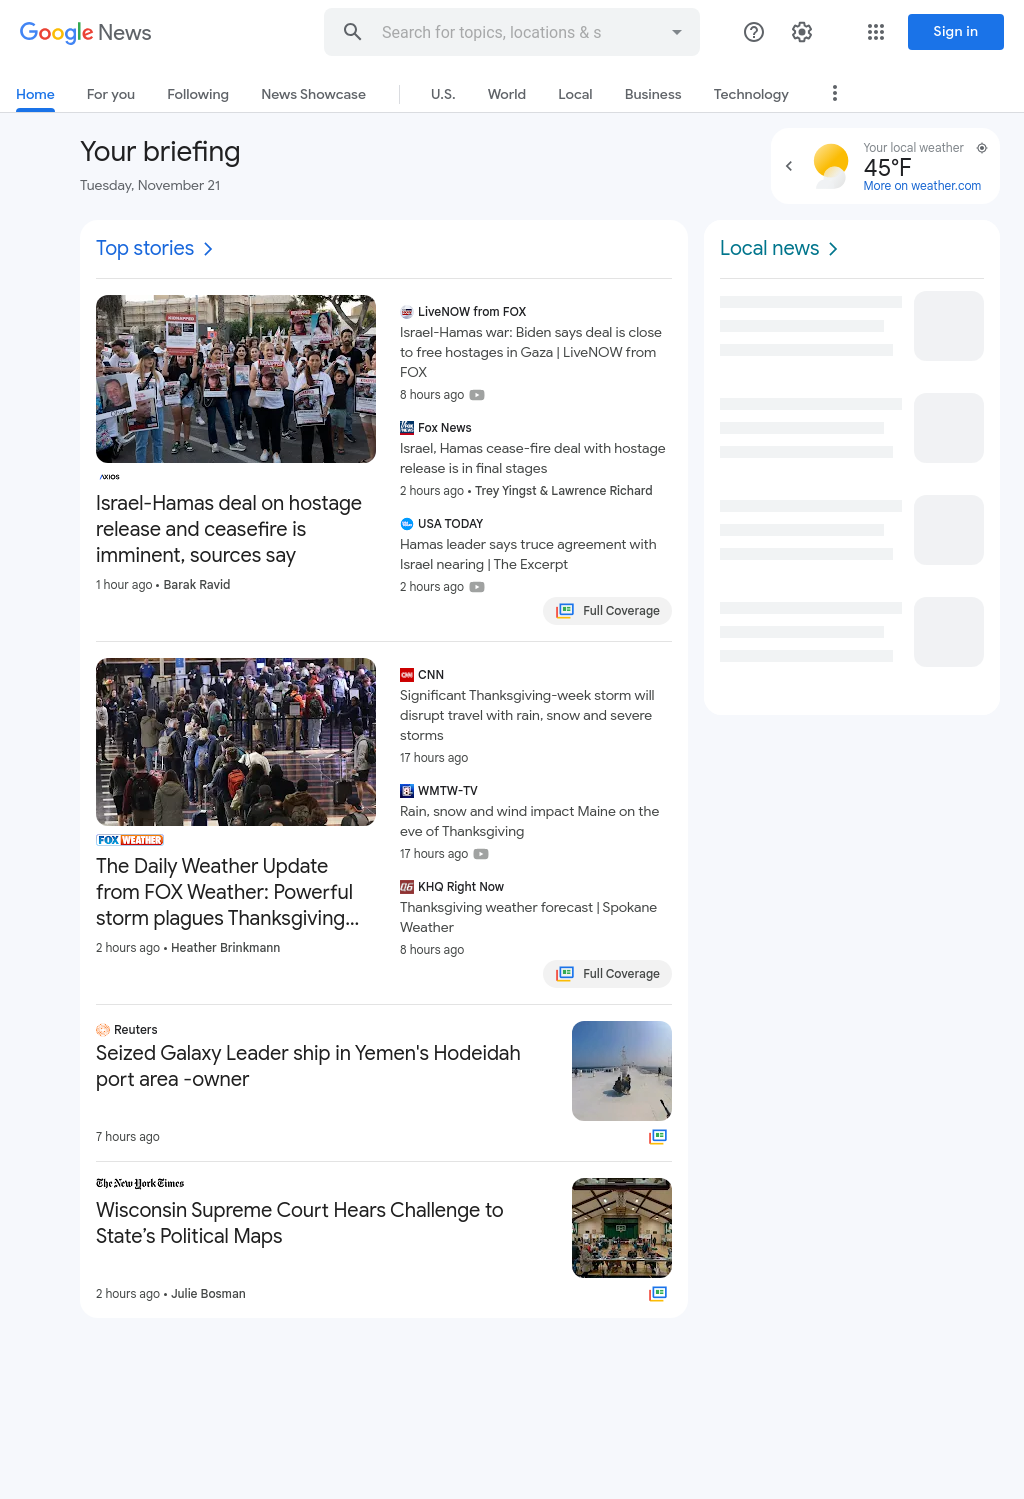 Google News
Search for topics, locations & s
Sign in
Home
For you
Following
News Showcase
U.S.
World
Local
Business
Technology
Your briefing
Tuesday, November 21
Your local weather
45°F
More on weather.com
Top stories
KIDNAPPED
AXIOS
Israel-Hamas deal on hostage
release and ceasefire is
imminent, sources say
1 hour ago • Barak Ravid
LiveNOW from FOX
Israel-Hamas war: Biden says deal is close
to free hostages in Gaza | LiveNOW from
FOX
8 hours ago
Fox News
Israel, Hamas cease-fire deal with hostage
release is in final stages
2 hours ago • Trey Yingst & Lawrence Richard
USA TODAY
Hamas leader says truce agreement with
Israel nearing | The Excerpt
2 hours ago
Full Coverage
FOX WEATHER
The Daily Weather Update
from FOX Weather: Powerful
storm plagues Thanksgiving...
2 hours ago • Heather Brinkmann
CNN
Significant Thanksgiving-week storm will
disrupt travel with rain, snow and severe
storms
17 hours ago
WMTW-TV
Rain, snow and wind impact Maine on the
eve of Thanksgiving
17 hours ago
KHQ Right Now
Thanksgiving weather forecast | Spokane
Weather
8 hours ago
Full Coverage
Reuters
Seized Galaxy Leader ship in Yemen's Hodeidah
port area -owner
7 hours ago
The New York Times
Wisconsin Supreme Court Hears Challenge to
State’s Political Maps
2 hours ago • Julie Bosman
Local news